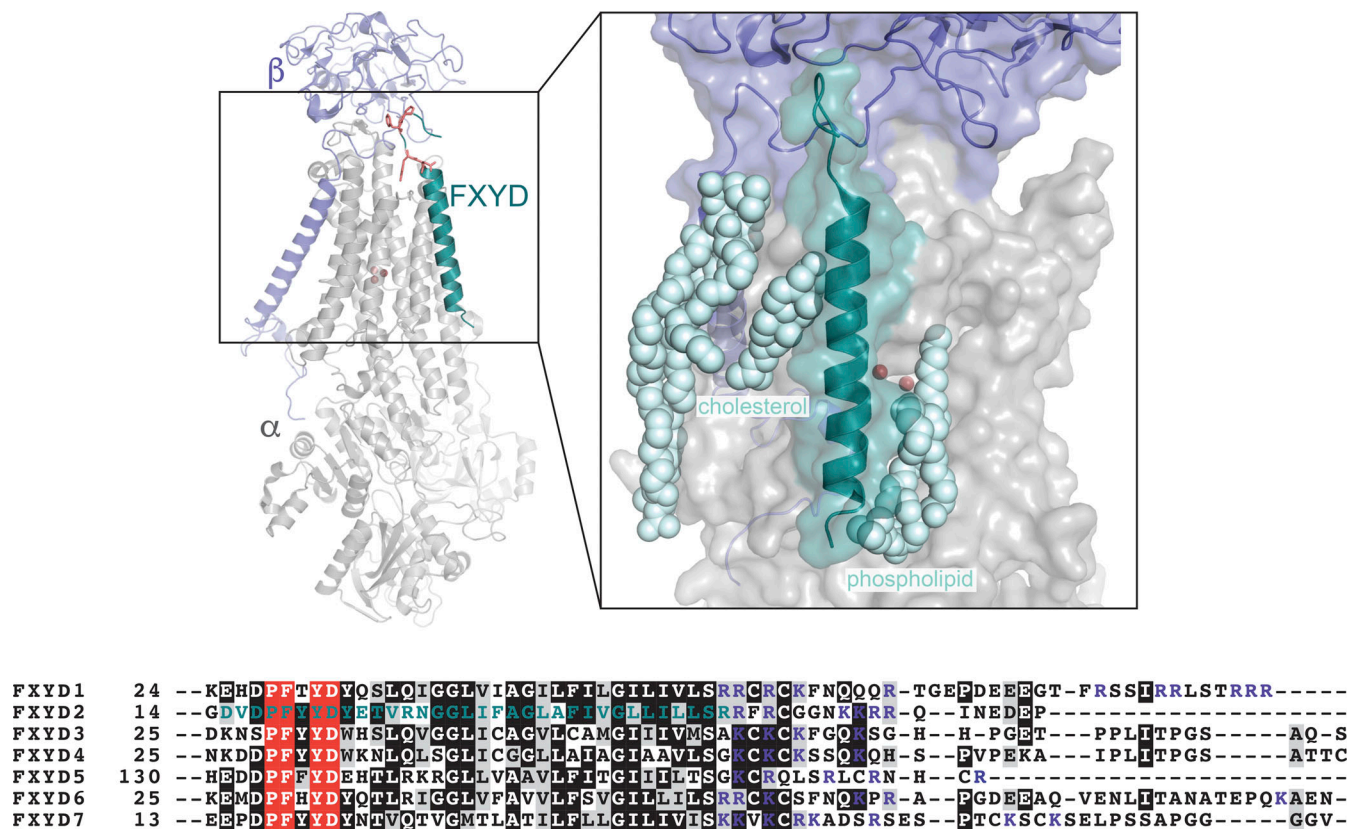 β
FXYD
α
cholesterol
phospholipid
FXYD1 24 --KEHDPFTYDYQSLQIGGLVIAGILFILGILIVLSRRCRCKFNQQQR-TGEPDEEEGT-FRSSIRRLSTRRR-----
FXYD2 14 --GDVDPFYYDYETVRNGGLIFAGLAFIVGLLILLSRRFRCGGNKKRR-Q--INEDEP--------------------
FXYD3 25 --DKNSPFYYDWHSLQVGGLICAGVLCAMGIIIVMSAKCKCKFGQKSG-H--H-PGET---PPLITPGS-----AQ-S
FXYD4 25 --NKDDPFYYDWKNLQLSGLICGGLLAIAGIAAVLSGKCKCKSSQKQH-S--PVPEKA---IPLITPGS-----ATTC
FXYD5 130 --HEDDPFFYDEHTLRKRGLLVAAVLFITGIIILTSGKCRQLSRLCRN-H--CR------------------------
FXYD6 25 --KEMDPFHYDYQTLRIGGLVFAVVLFSVGILLILSRRCKCSFNQKPR-A--PGDEEAQ-VENLITANATEPQKAEN-
FXYD7 13 --EEPDPFYYDYNTVQTVGMTLATILFLLGILIVISKKVKCRKADSRSES--PTCKSCKSELPSSAPGG-----GGV-